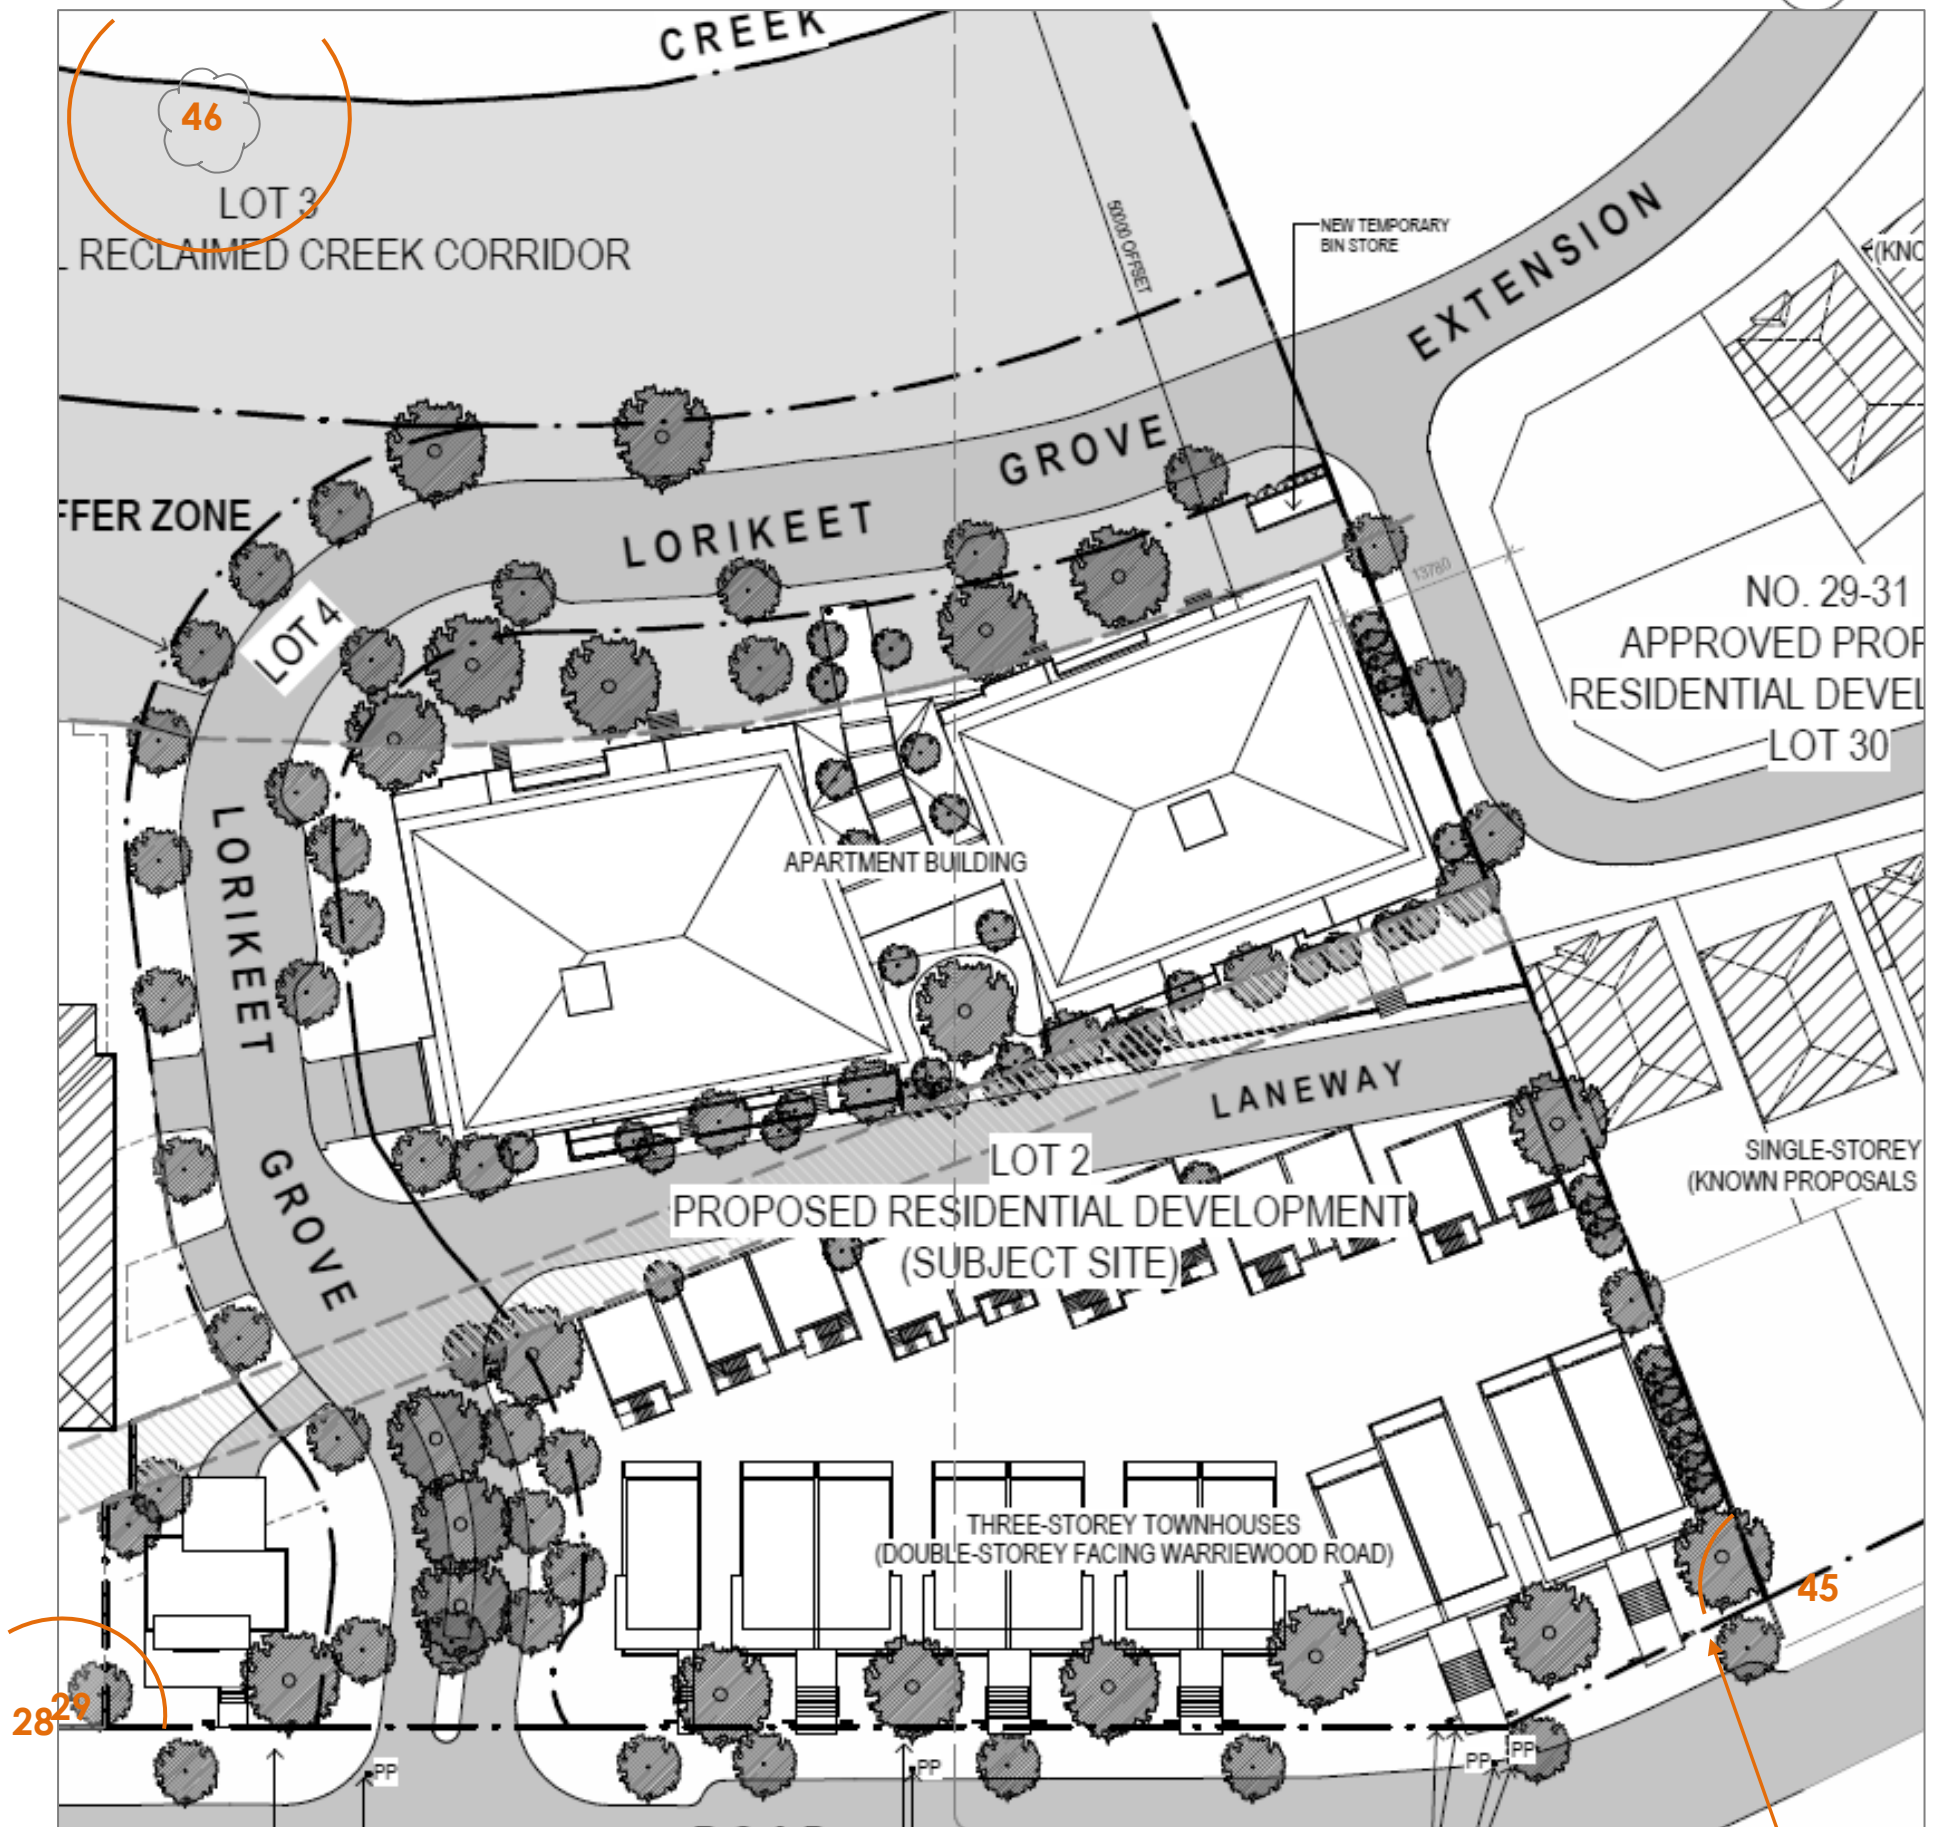 CREEK
46
LOT 3
RECLAIMED CREEK CORRIDOR
50000 OFFSET
NEW TEMPORARY
BIN STORE
EXTENSION
(KNO
GROVE
LORIKEET
FFER ZONE
LOT 4
13780
NO. 29-31
APPROVED PROP
RESIDENTIAL DEVEL
LOT 30
LORIKEET
GROVE
APARTMENT BUILDING
LANEWAY
LOT 2
PROPOSED RESIDENTIAL DEVELOPMENT
(SUBJECT SITE)
SINGLE-STOREY
(KNOWN PROPOSALS
THREE-STOREY TOWNHOUSES
(DOUBLE-STOREY FACING WARRIEWOOD ROAD)
45
28
29
PP
PP
PP
PP